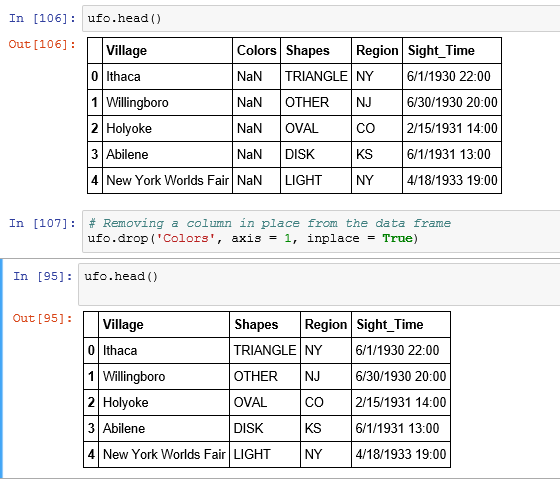 In [106]: ufo.head()
Out[106]:
Village Colors Shapes Region Sight_Time
0 Ithaca NaN TRIANGLE NY 6/1/1930 22:00
1 Willingboro NaN OTHER NJ 6/30/1930 20:00
2 Holyoke NaN OVAL CO 2/15/1931 14:00
3 Abilene NaN DISK KS 6/1/1931 13:00
4 New York Worlds Fair NaN LIGHT NY 4/18/1933 19:00
In [107]: # Removing a column in place from the data frame
ufo.drop('Colors', axis = 1, inplace = True)
In [95]: ufo.head()
Out[95]:
Village Shapes Region Sight_Time
0 Ithaca TRIANGLE NY 6/1/1930 22:00
1 Willingboro OTHER NJ 6/30/1930 20:00
2 Holyoke OVAL CO 2/15/1931 14:00
3 Abilene DISK KS 6/1/1931 13:00
4 New York Worlds Fair LIGHT NY 4/18/1933 19:00